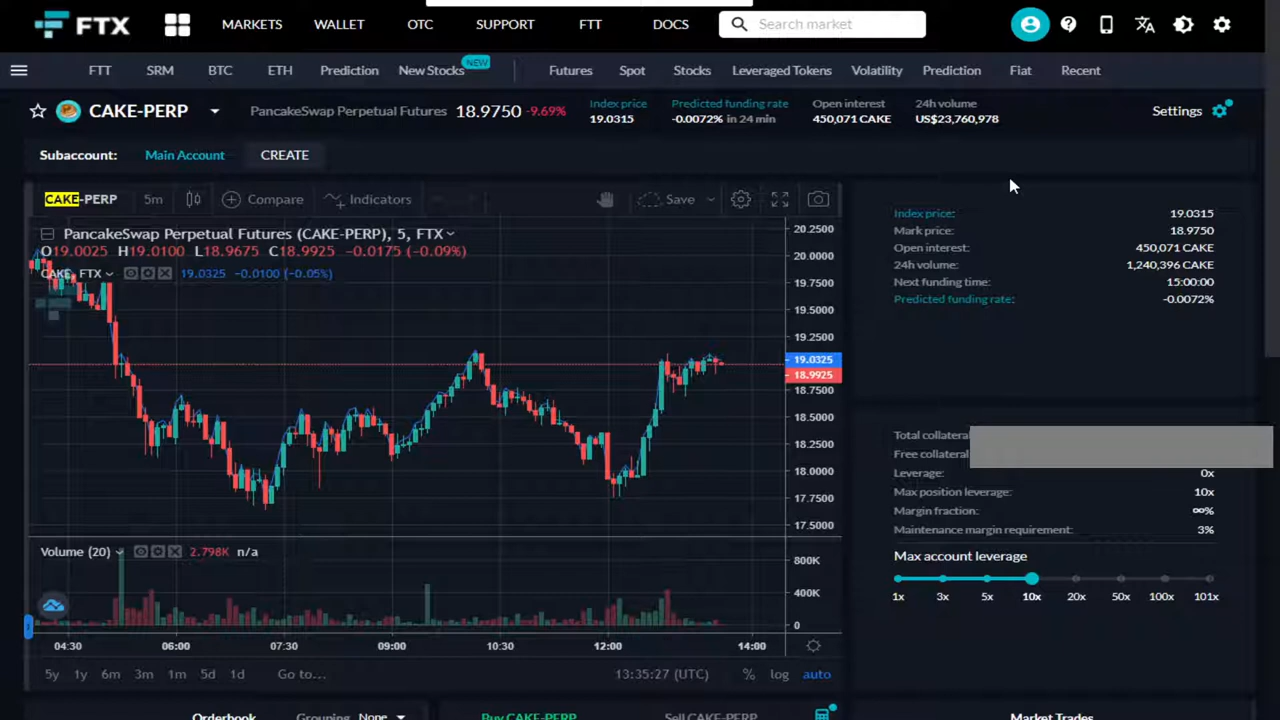 FTX MARKETS WALLET OTC SUPPORT FTT DOCS Search market
FTT SRM BTC ETH Prediction New Stocks NEW Futures Spot Stocks Leveraged Tokens Volatility Prediction Fiat Recent
CAKE-PERP PancakeSwap Perpetual Futures 18.9750 -9.69%
Index price Predicted funding rate Open interest 24h volume
19.0315 -0.0072% in 24 min 450,071 CAKE US$23,760,978
Settings
Subaccount: Main Account CREATE
CAKE-PERP 5m Compare Indicators Save
PancakeSwap Perpetual Futures (CAKE-PERP), 5, FTX
O19.0025 H19.0100 L18.9675 C18.9925 -0.0175 (-0.09%)
CAKE, FTX 19.0325 -0.0100 (-0.05%)
20.2500
20.0000
19.7500
19.5000
19.2500
19.0325
18.9925
18.7500
18.5000
18.2500
18.0000
17.7500
17.5000
Volume (20) 2.798K n/a
800K
400K
0
04:30 06:00 07:30 09:00 10:30 12:00 14:00
5y 1y 6m 3m 1m 5d 1d Go to... 13:35:27 (UTC) % log auto
Index price: 19.0315
Mark price: 18.9750
Open interest: 450,071 CAKE
24h volume: 1,240,396 CAKE
Next funding time: 15:00:00
Predicted funding rate: -0.0072%
Total collateral
Free collateral
Leverage: 0x
Max position leverage: 10x
Margin fraction: ∞%
Maintenance margin requirement: 3%
Max account leverage
1x 3x 5x 10x 20x 50x 100x 101x
Orderbook Grouping None Buy CAKE-PERP Sell CAKE-PERP Market Trades